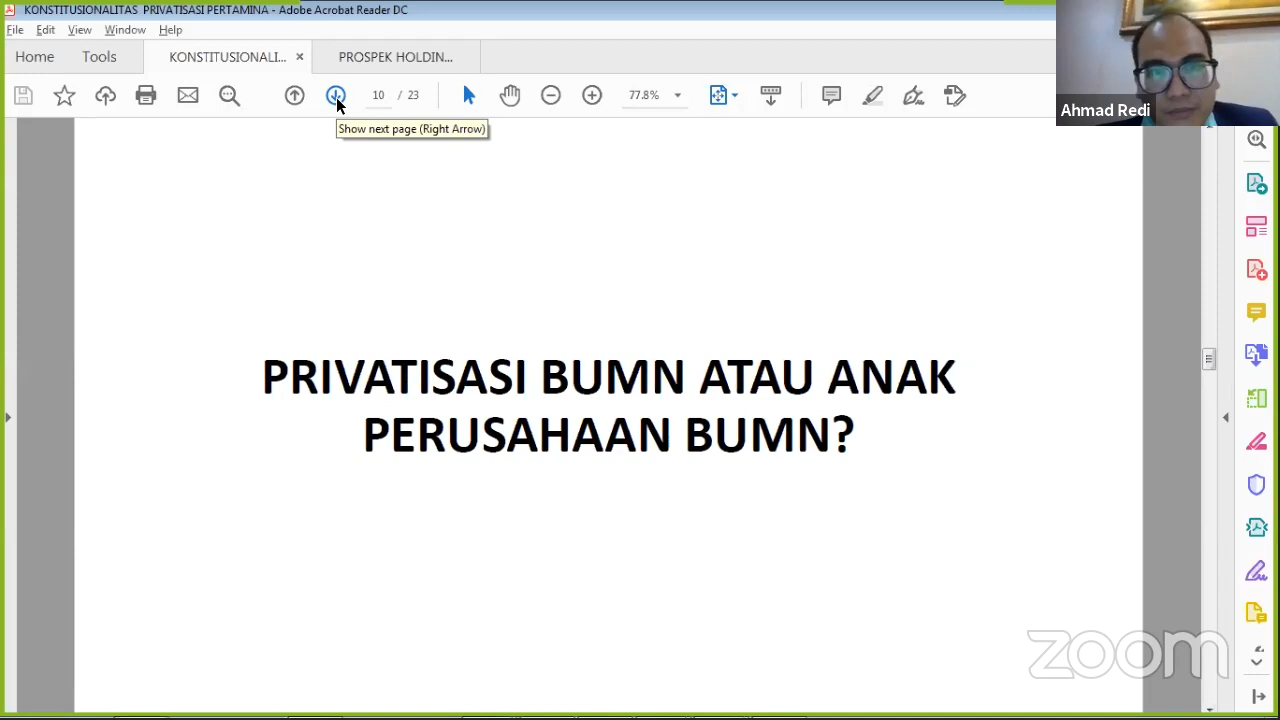 KONSTITUSIONALITAS PRIVATISASI PERTAMINA - Adobe Acrobat Reader DC
File Edit View Window Help
Home Tools KONSTITUSIONALI... × PROSPEK HOLDIN...
10 / 23 77.8%
Show next page (Right Arrow)
Ahmad Redi
PRIVATISASI BUMN ATAU ANAK
PERUSAHAAN BUMN?
zoom